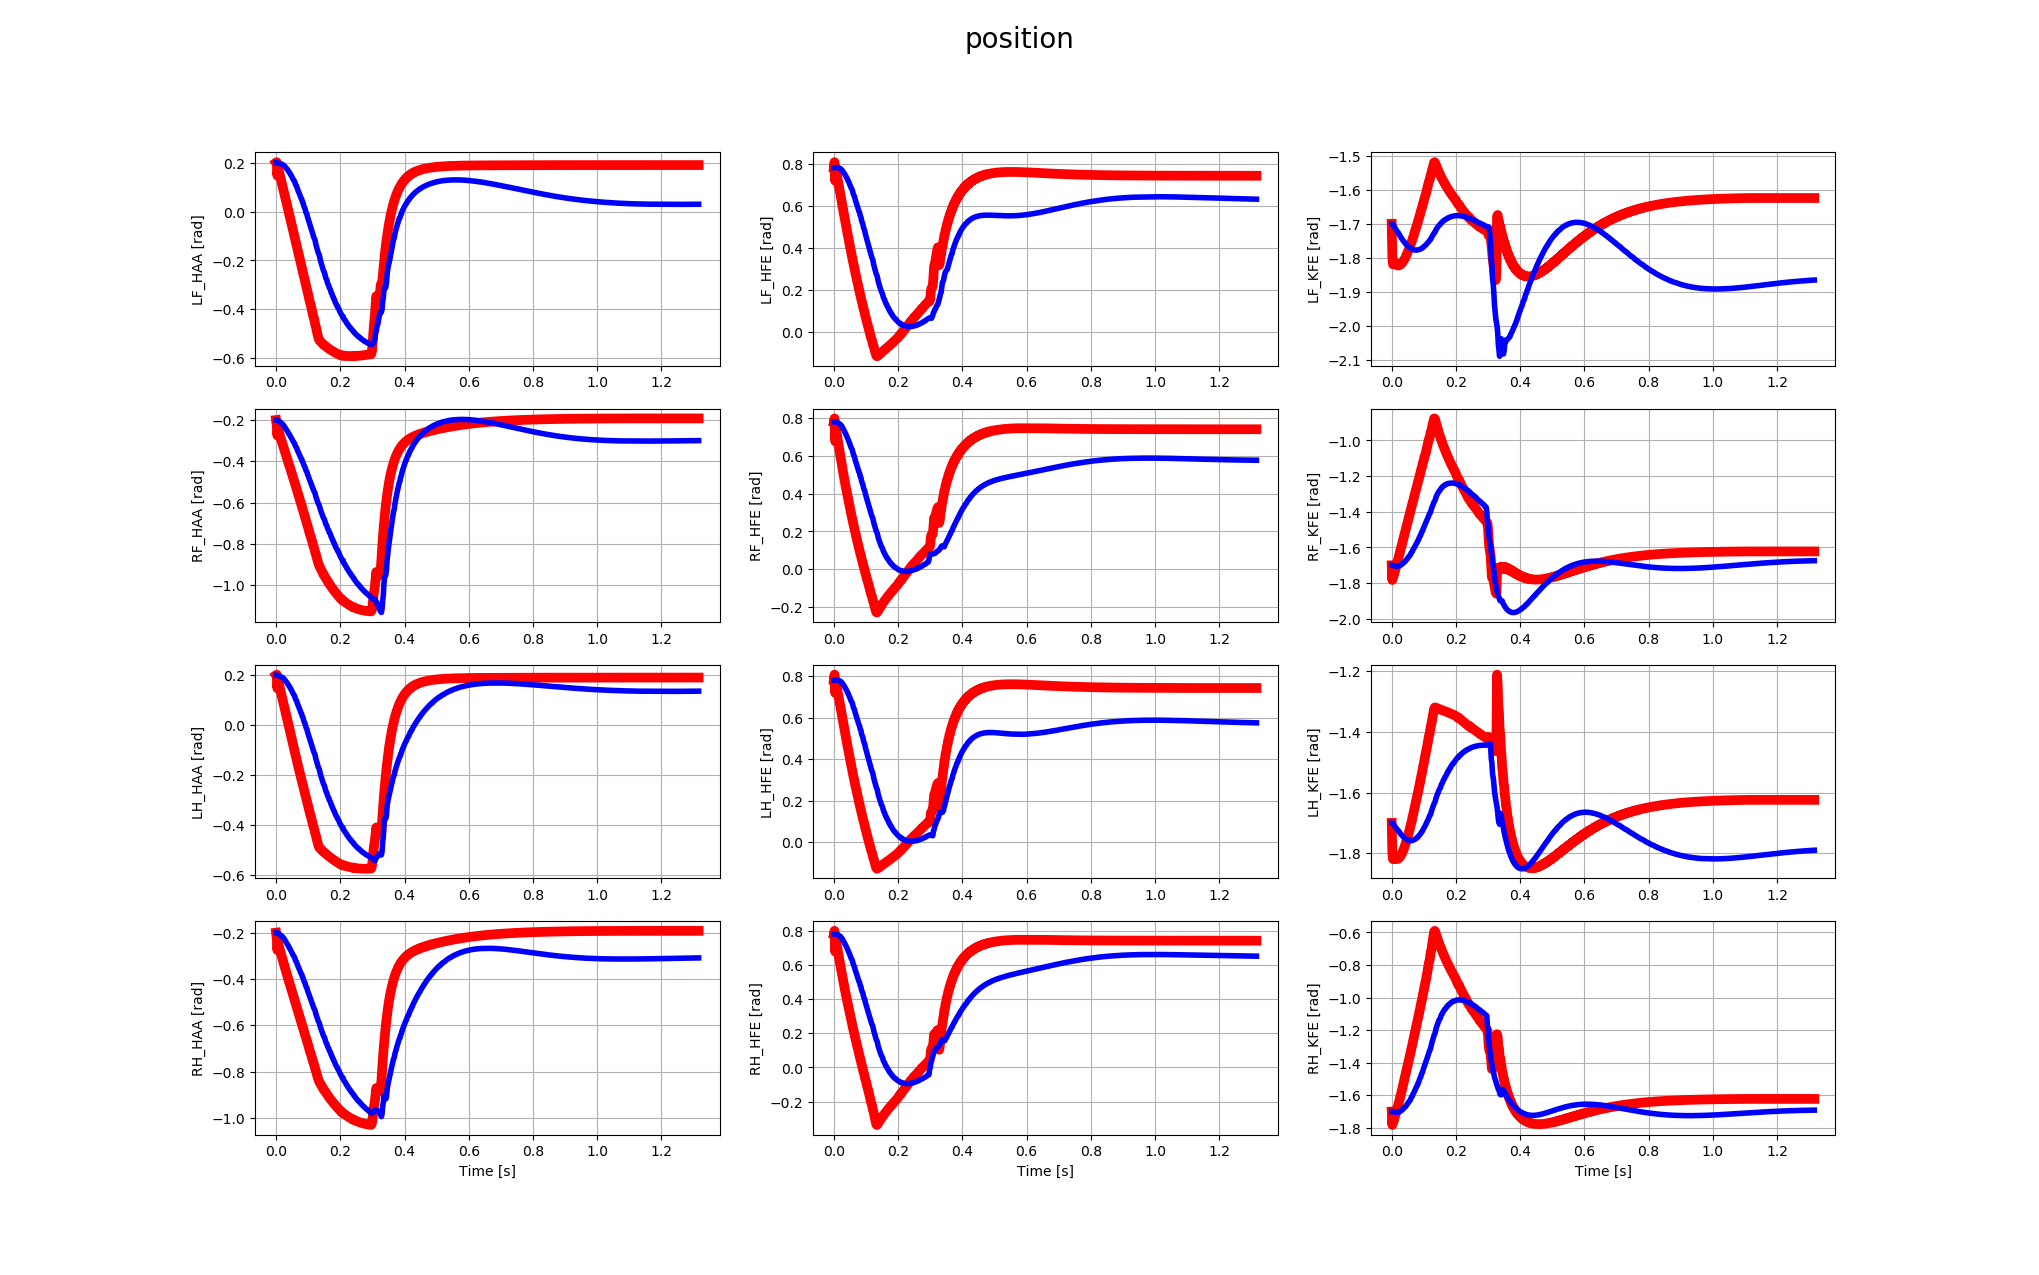 position
LF_HAA [rad]
0.2
0.0
−0.2
−0.4
−0.6
0.0 0.2 0.4 0.6 0.8 1.0 1.2
LF_HFE [rad]
0.8
0.6
0.4
0.2
0.0
0.0 0.2 0.4 0.6 0.8 1.0 1.2
LF_KFE [rad]
−1.5
−1.6
−1.7
−1.8
−1.9
−2.0
−2.1
0.0 0.2 0.4 0.6 0.8 1.0 1.2
RF_HAA [rad]
−0.2
−0.4
−0.6
−0.8
−1.0
0.0 0.2 0.4 0.6 0.8 1.0 1.2
RF_HFE [rad]
0.8
0.6
0.4
0.2
0.0
−0.2
0.0 0.2 0.4 0.6 0.8 1.0 1.2
RF_KFE [rad]
−1.0
−1.2
−1.4
−1.6
−1.8
−2.0
0.0 0.2 0.4 0.6 0.8 1.0 1.2
LH_HAA [rad]
0.2
0.0
−0.2
−0.4
−0.6
0.0 0.2 0.4 0.6 0.8 1.0 1.2
LH_HFE [rad]
0.8
0.6
0.4
0.2
0.0
0.0 0.2 0.4 0.6 0.8 1.0 1.2
LH_KFE [rad]
−1.2
−1.4
−1.6
−1.8
0.0 0.2 0.4 0.6 0.8 1.0 1.2
RH_HAA [rad]
−0.2
−0.4
−0.6
−0.8
−1.0
0.0 0.2 0.4 0.6 0.8 1.0 1.2
Time [s]
RH_HFE [rad]
0.8
0.6
0.4
0.2
0.0
−0.2
0.0 0.2 0.4 0.6 0.8 1.0 1.2
Time [s]
RH_KFE [rad]
−0.6
−0.8
−1.0
−1.2
−1.4
−1.6
−1.8
0.0 0.2 0.4 0.6 0.8 1.0 1.2
Time [s]